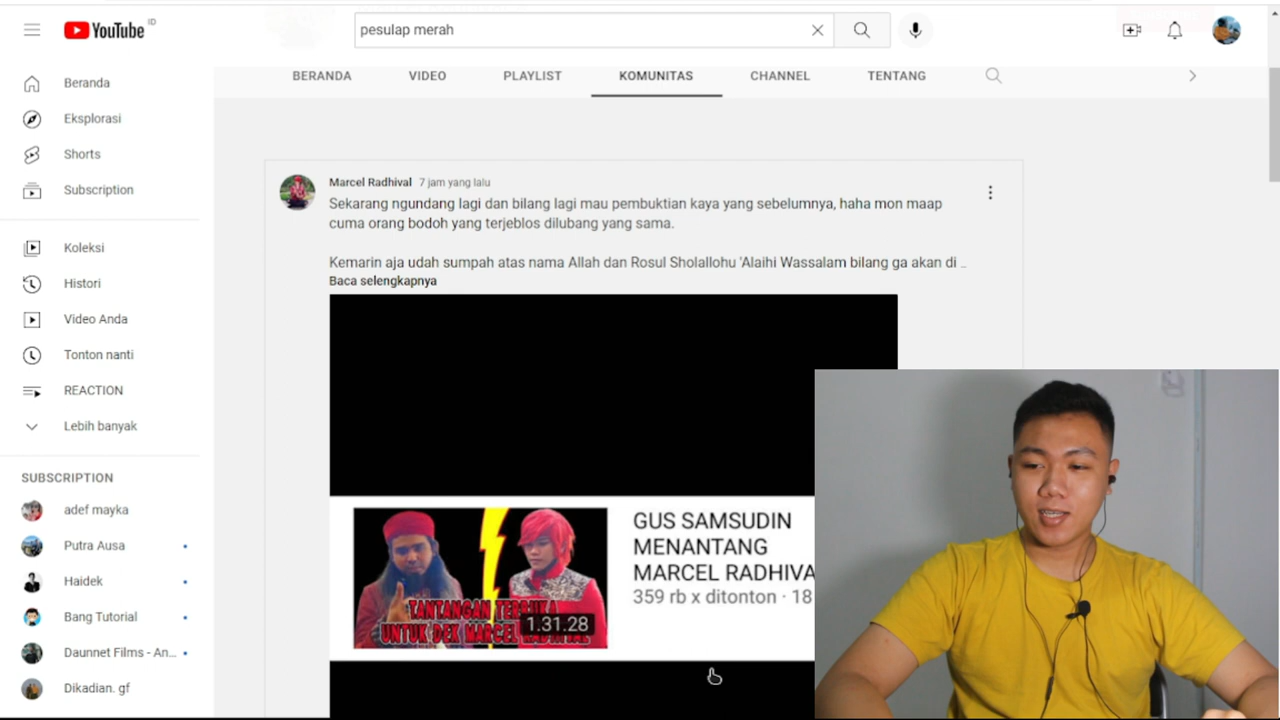 YouTube ID
pesulap merah
Beranda
Eksplorasi
Shorts
Subscription
Koleksi
Histori
Video Anda
Tonton nanti
REACTION
Lebih banyak
SUBSCRIPTION
adef mayka
Putra Ausa
Haidek
Bang Tutorial
Daunnet Films - An...
Dikadian. gf
BERANDA VIDEO PLAYLIST KOMUNITAS CHANNEL TENTANG
Marcel Radhival 7 jam yang lalu
Sekarang ngundang lagi dan bilang lagi mau pembuktian kaya yang sebelumnya, haha mon maap
cuma orang bodoh yang terjeblos dilubang yang sama.
Kemarin aja udah sumpah atas nama Allah dan Rosul Sholallohu 'Alaihi Wassalam bilang ga akan di ...
Baca selengkapnya
TANTANGAN TERBUKA
UNTUK DEK MARCEL RADHIVAL
1.31.28
GUS SAMSUDIN
MENANTANG
MARCEL RADHIVA
359 rb x ditonton · 18